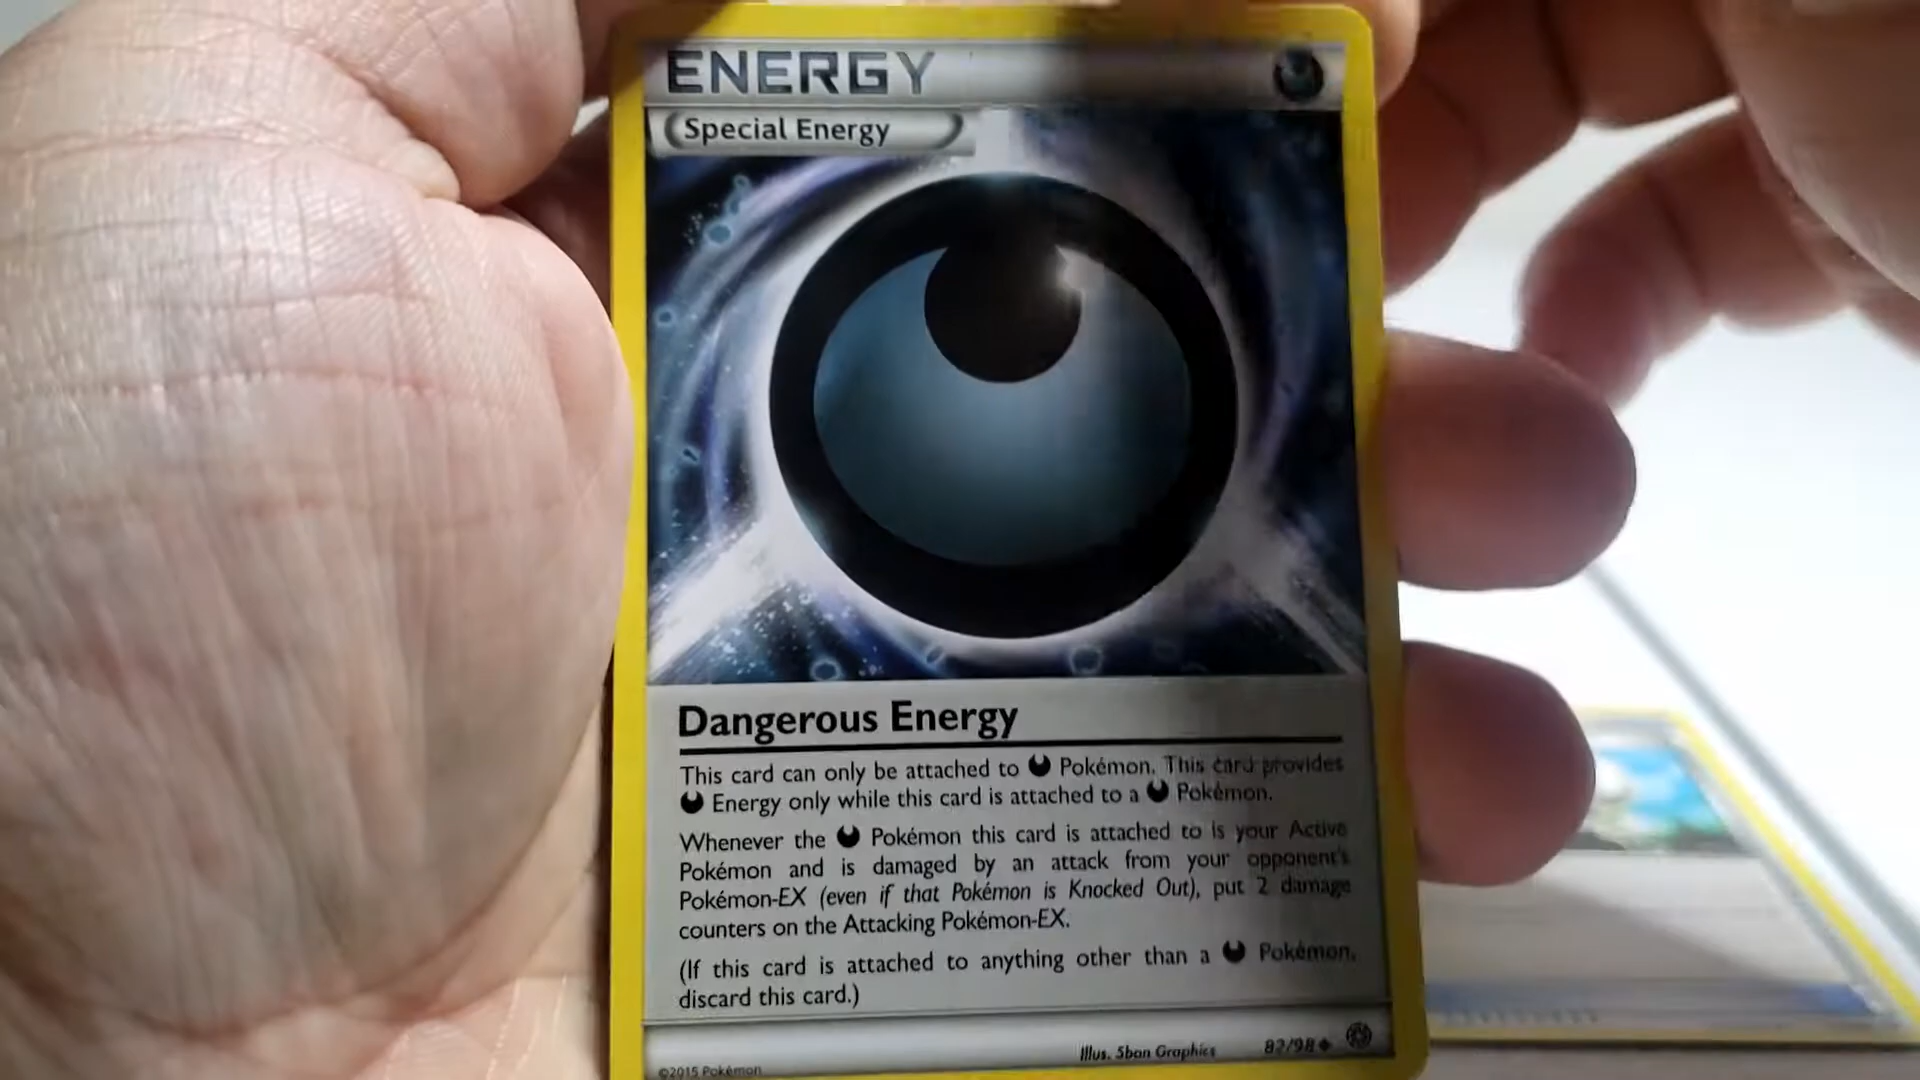 ENERGY
Special Energy
Dangerous Energy
This card can only be attached to Pokémon. This card provides
Energy only while this card is attached to a Pokémon.
Whenever the Pokémon this card is attached to is your Active
Pokémon and is damaged by an attack from your opponent's
Pokémon-EX (even if that Pokémon is Knocked Out), put 2 damage
counters on the Attacking Pokémon-EX.
(If this card is attached to anything other than a Pokémon,
discard this card.)
Illus. 5ban Graphics 82/98
©2015 Pokémon